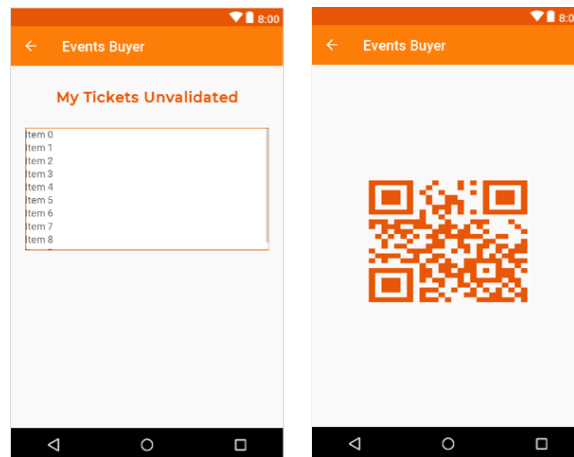 8:00
Events Buyer
My Tickets Unvalidated
Item 0
Item 1
Item 2
Item 3
Item 4
Item 5
Item 6
Item 7
Item 8
8:0
Events Buyer